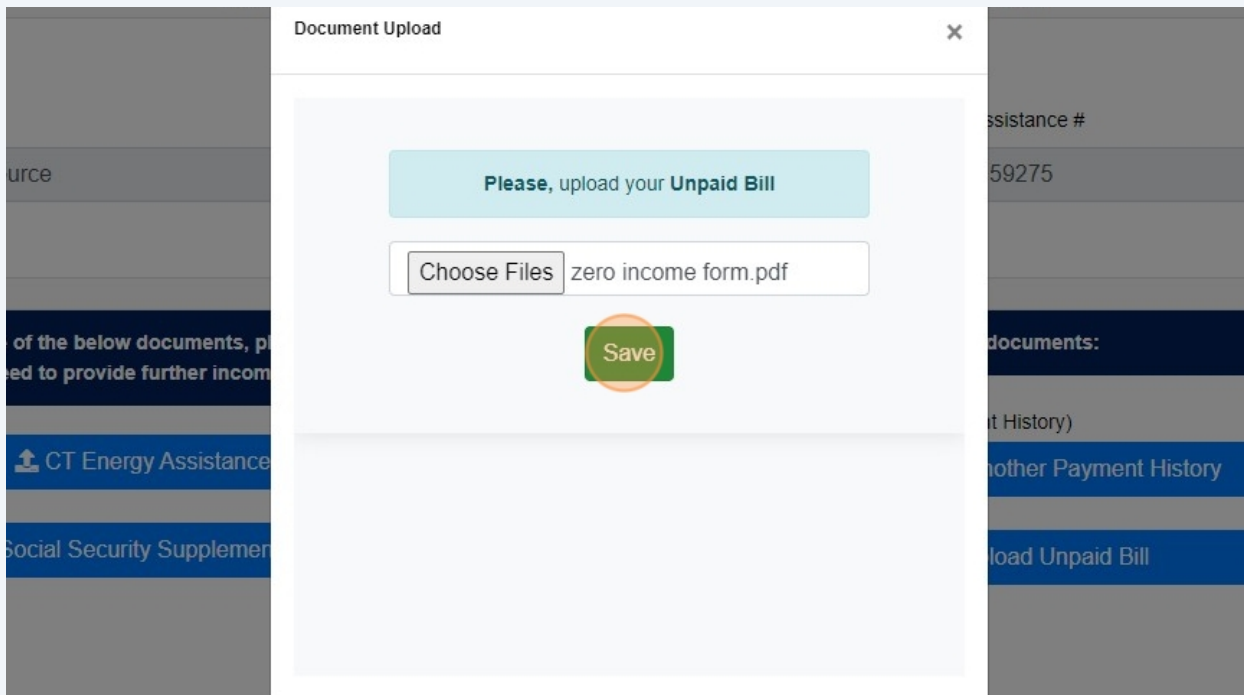 Document Upload
×
ssistance #
urce
59275
Please, upload your Unpaid Bill
Choose Files zero income form.pdf
Save
of the below documents, pl
eed to provide further incom
documents:
t History)
CT Energy Assistance
nother Payment History
Social Security Supplemen
load Unpaid Bill